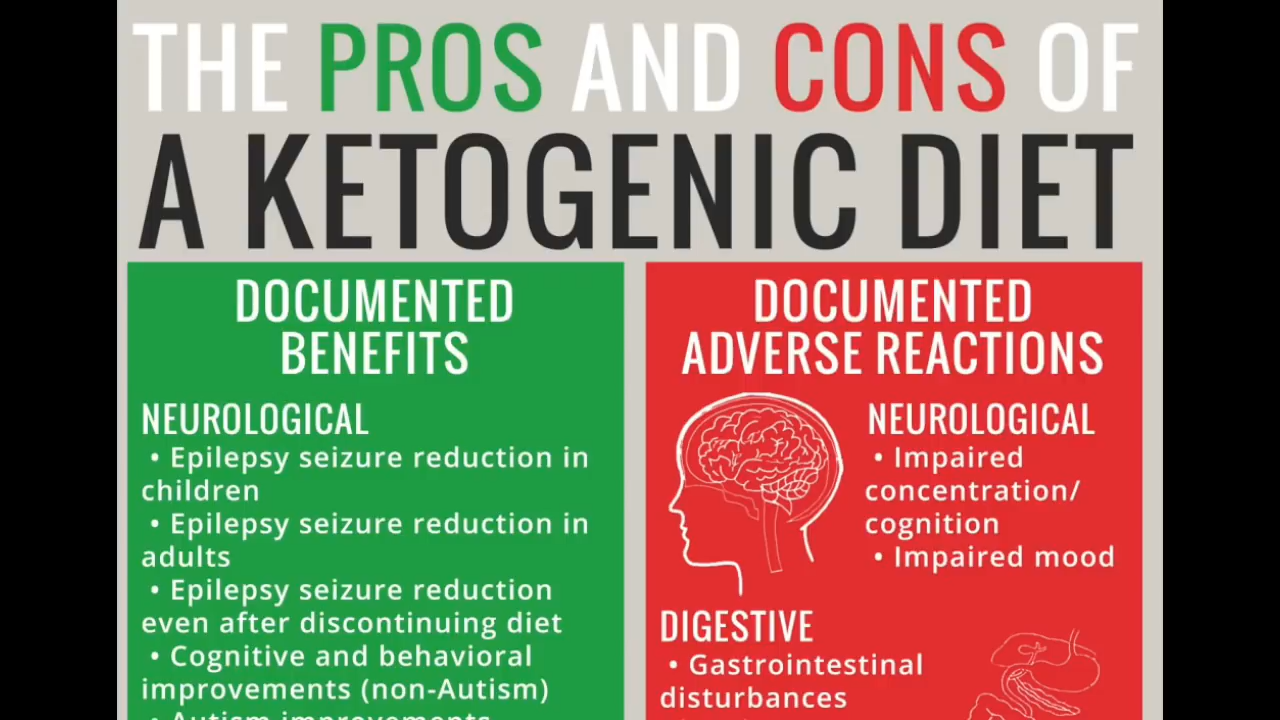 THE PROS AND CONS OF
A KETOGENIC DIET
DOCUMENTED
BENEFITS
NEUROLOGICAL
• Epilepsy seizure reduction in
children
• Epilepsy seizure reduction in
adults
• Epilepsy seizure reduction
even after discontinuing diet
• Cognitive and behavioral
improvements (non-Autism)
• Autism improvements
DOCUMENTED
ADVERSE REACTIONS
NEUROLOGICAL
• Impaired
concentration/
cognition
• Impaired mood
DIGESTIVE
• Gastrointestinal
disturbances